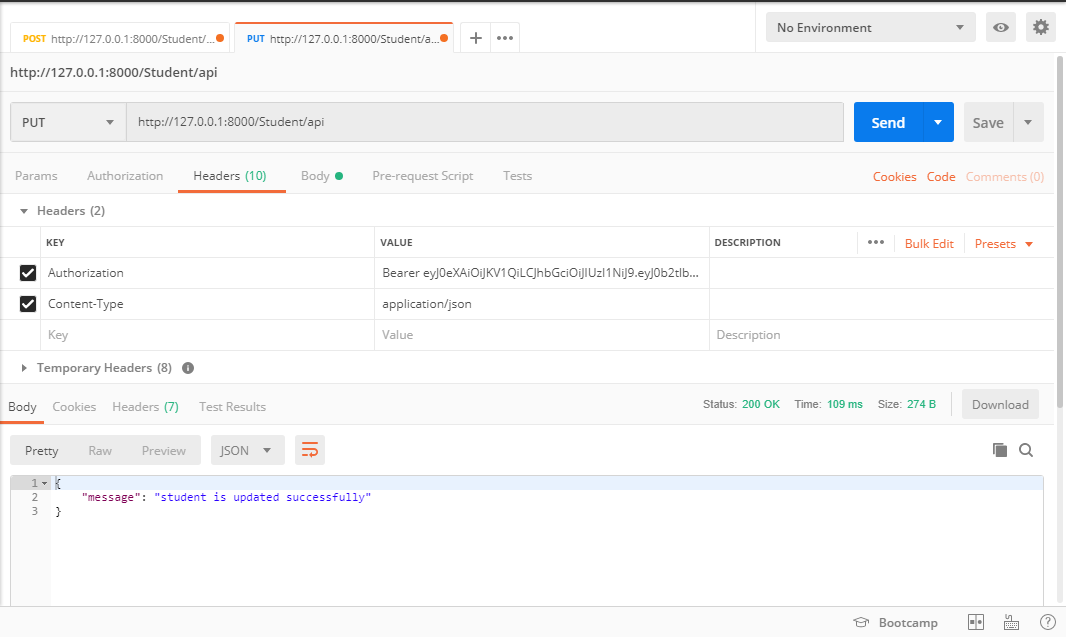 POST http://127.0.0.1:8000/Student/...
PUT http://127.0.0.1:8000/Student/a...
No Environment
http://127.0.0.1:8000/Student/api
PUT http://127.0.0.1:8000/Student/api Send Save
Params Authorization Headers (10) Body Pre-request Script Tests Cookies Code Comments (0)
Headers (2)
KEY VALUE DESCRIPTION ••• Bulk Edit Presets
Authorization Bearer eyJ0eXAiOiJKV1QiLCJhbGciOiJIUzI1NiJ9.eyJ0b2tlb...
Content-Type application/json
Key Value Description
Temporary Headers (8)
Body Cookies Headers (7) Test Results Status: 200 OK Time: 109 ms Size: 274 B Download
Pretty Raw Preview JSON
1 {
2 "message": "student is updated successfully"
3 }
Bootcamp